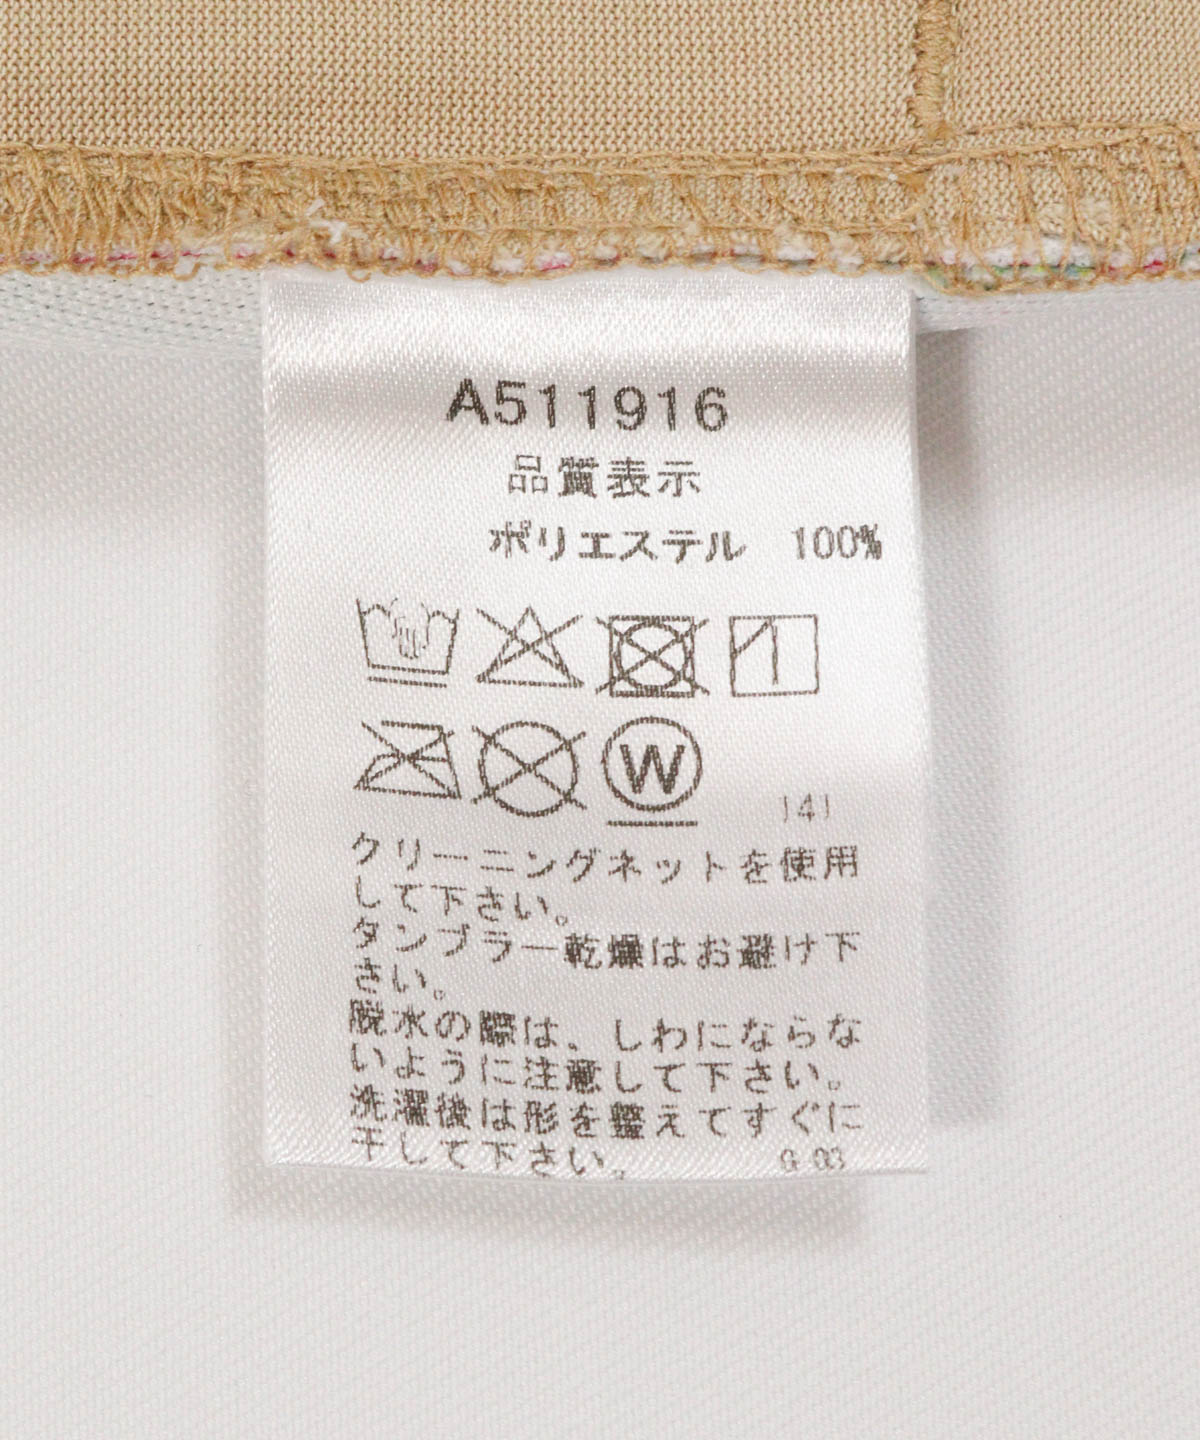 A511916
品質表示
ポリエステル 100%
W
141
クリーニングネットを使用
して下さい。
タンブラー乾燥はお避け下
さい。
脱水の際は、しわにならな
いように注意して下さい。
洗濯後は形を整えてすぐに
干して下さい。 G 03